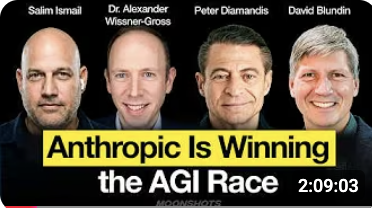 Salim Ismail
Dr. Alexander
Wissner-Gross
Peter Diamandis
David Blundin
Anthropic Is Winning
the AGI Race
2:09:03
MOONSHOTS